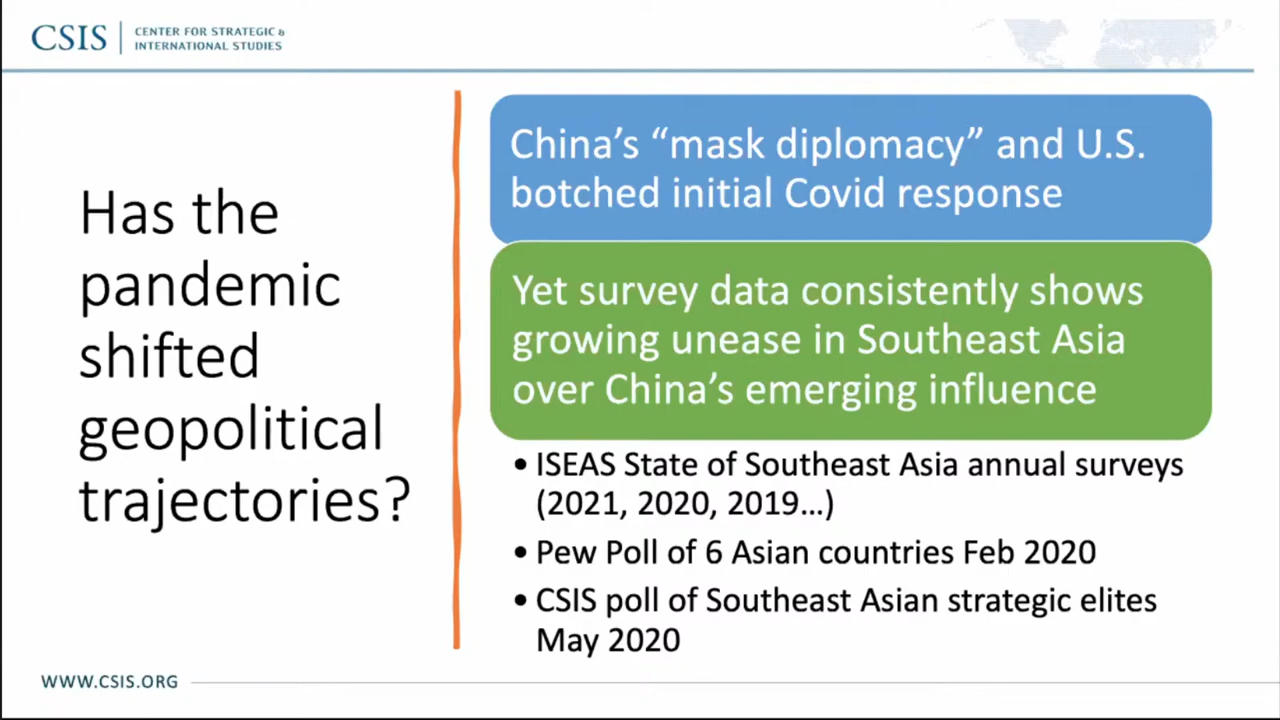 CSIS
CENTER FOR STRATEGIC &
INTERNATIONAL STUDIES
Has the
pandemic
shifted
geopolitical
trajectories?
China’s “mask diplomacy” and U.S.
botched initial Covid response
Yet survey data consistently shows
growing unease in Southeast Asia
over China’s emerging influence
• ISEAS State of Southeast Asia annual surveys
(2021, 2020, 2019…)
• Pew Poll of 6 Asian countries Feb 2020
• CSIS poll of Southeast Asian strategic elites
May 2020
WWW.CSIS.ORG